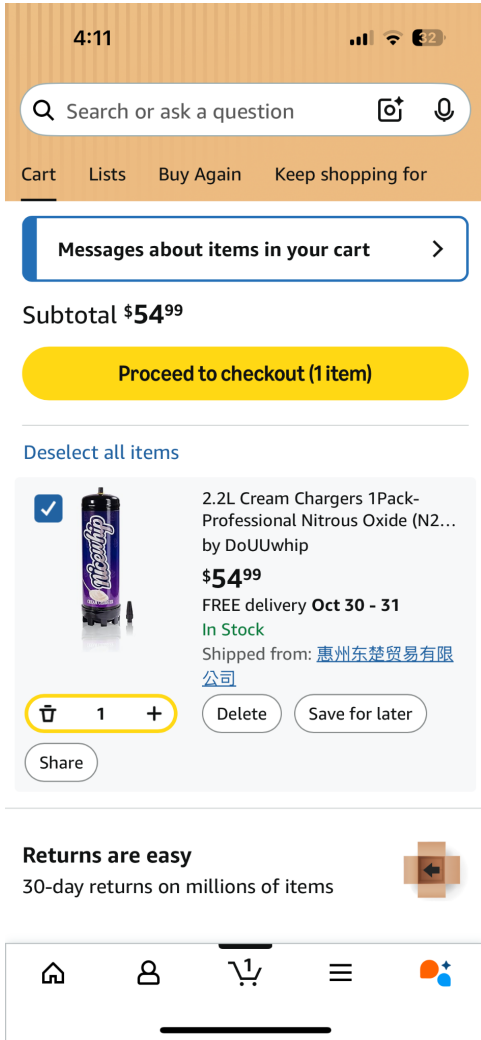 4:11
32
Search or ask a question
Cart Lists Buy Again Keep shopping for
Messages about items in your cart
Subtotal $54⁹⁹
Proceed to checkout (1 item)
Deselect all items
2.2L Cream Chargers 1Pack-
Professional Nitrous Oxide (N2...
by DoUUwhip
$54⁹⁹
FREE delivery Oct 30 - 31
In Stock
Shipped from: 惠州东楚贸易有限
公司
nicewhip
1
Delete
Save for later
Share
Returns are easy
30-day returns on millions of items
1